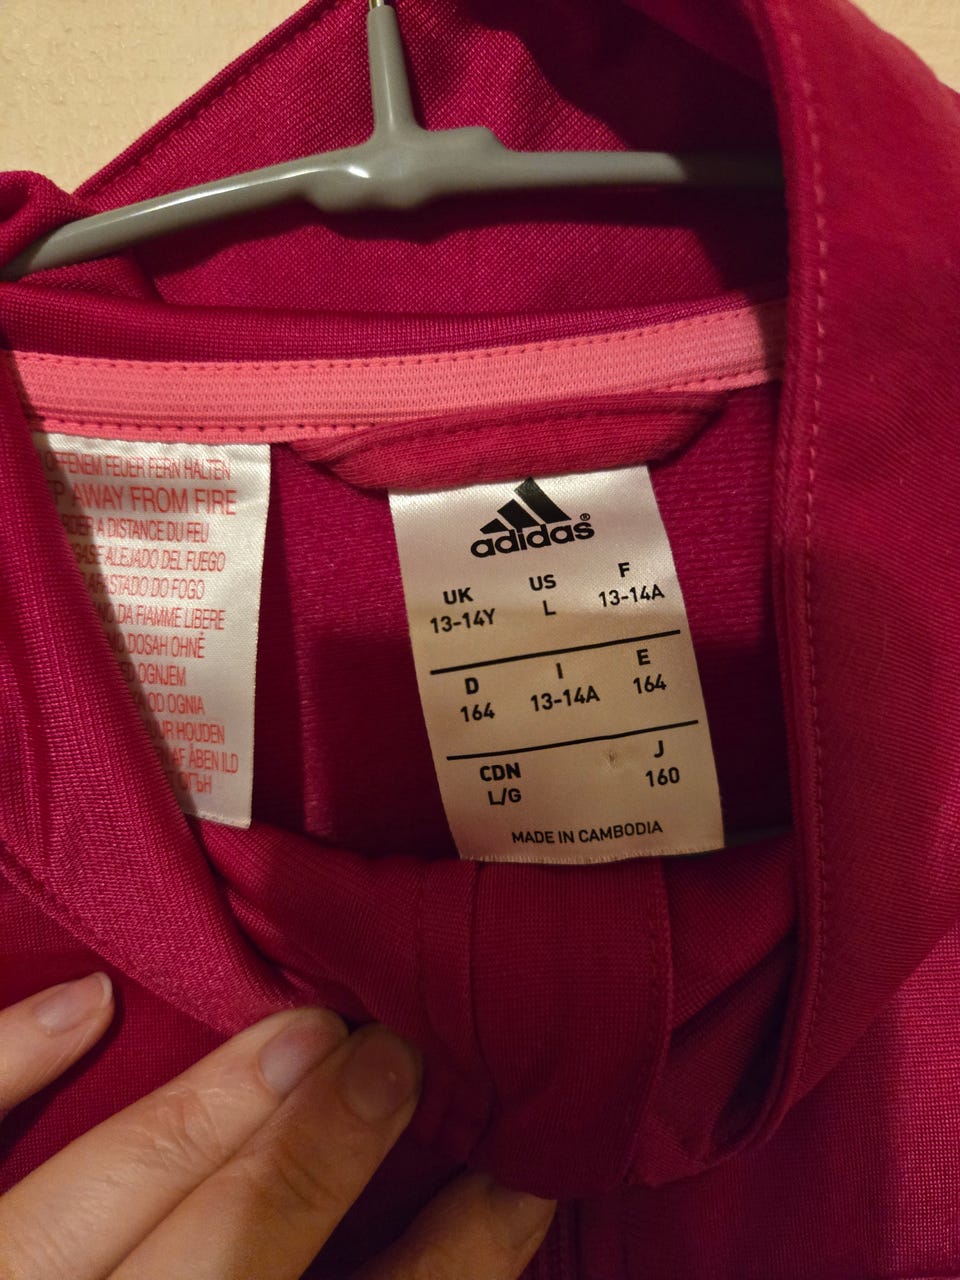 OFFENEM FEUER FERN HALTEN
AWAY FROM FIRE
A DISTANCE DU FEU
ALEJADO DEL FUEGO
DO FOGO
DA FIAMME LIBERE
DOSAH OHNĚ
OGNJEM
OD OGNIA
HOUDEN
AF ÅBEN ILD
adidas®
UK US F
13-14Y L 13-14A
D I E
164 13-14A 164
CDN J
L/G 160
MADE IN CAMBODIA